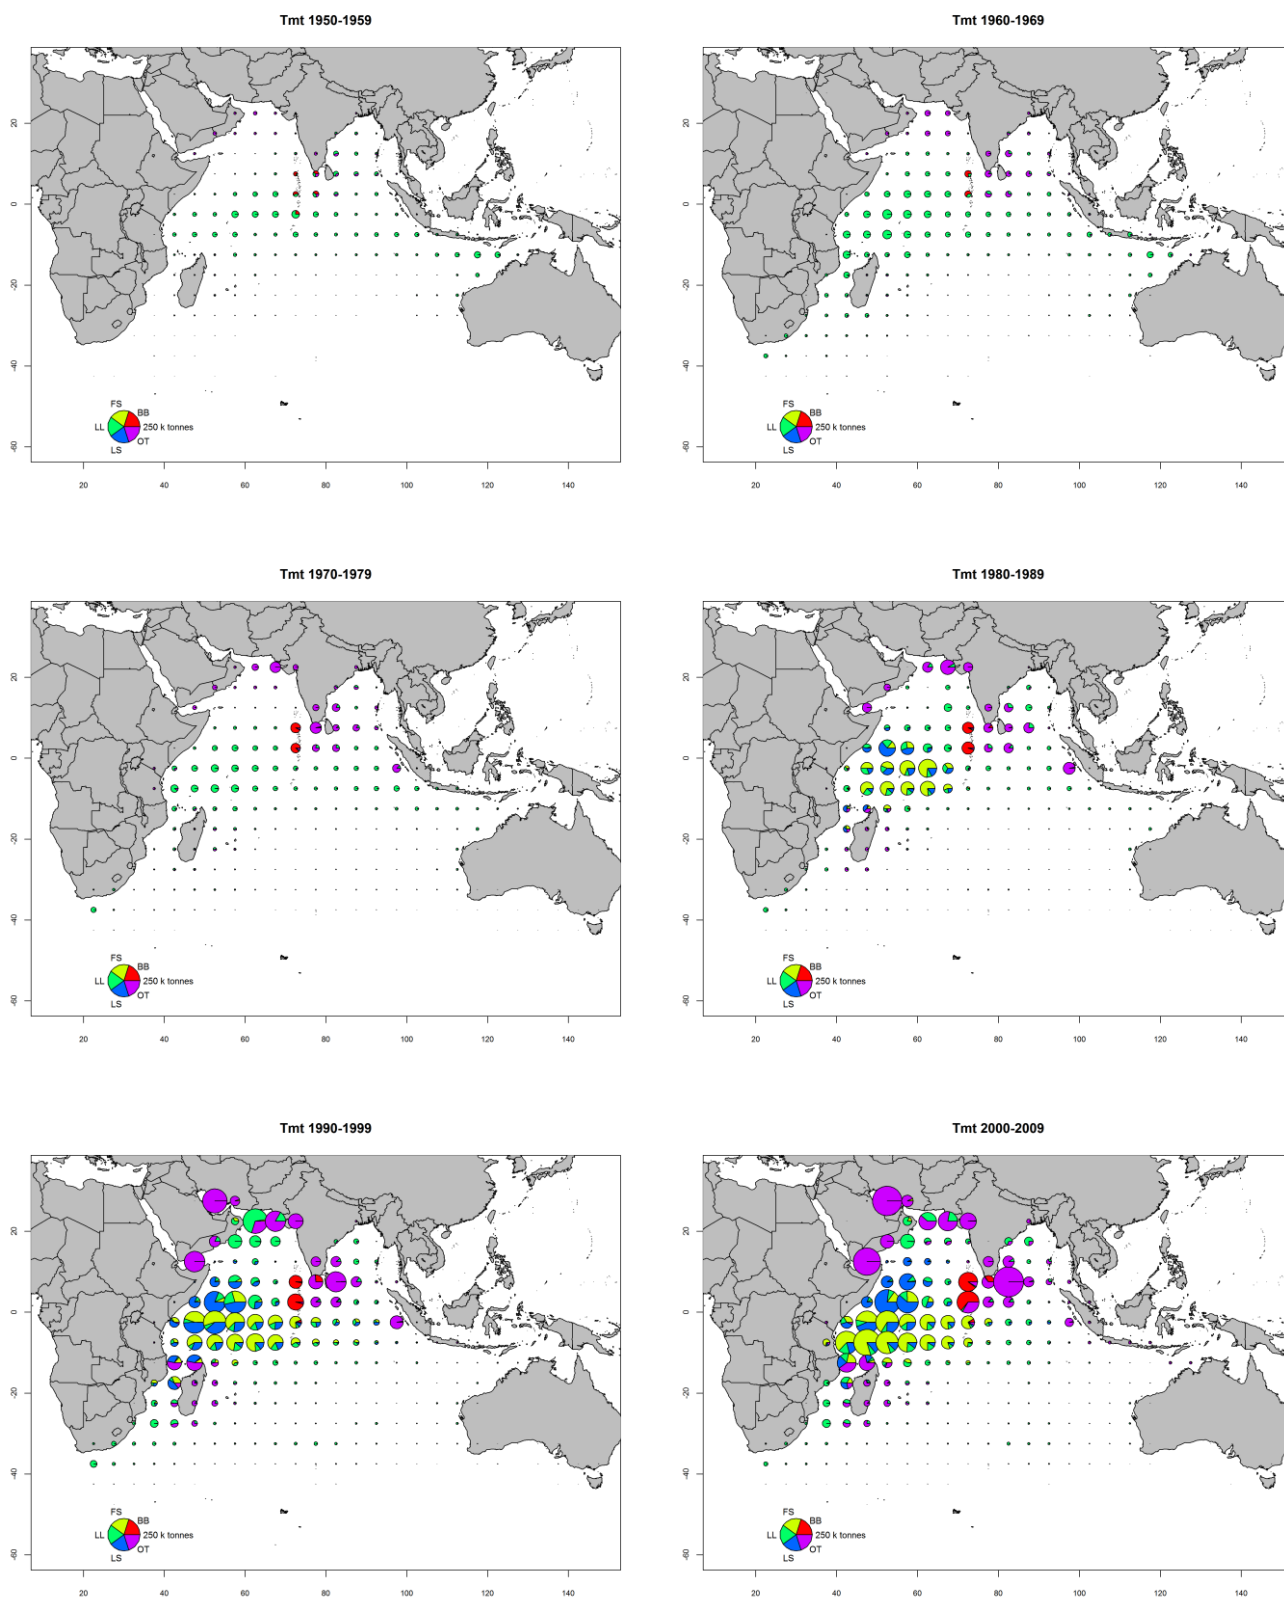 Tmt 1950-1959
20
0
-20
-40
-60
FS
BB
LL
250 k tonnes
OT
LS
20
40
60
80
100
120
140
Tmt 1960-1969
20
0
-20
-40
-60
FS
BB
LL
250 k tonnes
OT
LS
20
40
60
80
100
120
140
Tmt 1970-1979
20
0
-20
-40
-60
FS
BB
LL
250 k tonnes
OT
LS
20
40
60
80
100
120
140
Tmt 1980-1989
20
0
-20
-40
-60
FS
BB
LL
250 k tonnes
OT
LS
20
40
60
80
100
120
140
Tmt 1990-1999
20
0
-20
-40
-60
FS
BB
LL
250 k tonnes
OT
LS
20
40
60
80
100
120
140
Tmt 2000-2009
20
0
-20
-40
-60
FS
BB
LL
250 k tonnes
OT
LS
20
40
60
80
100
120
140